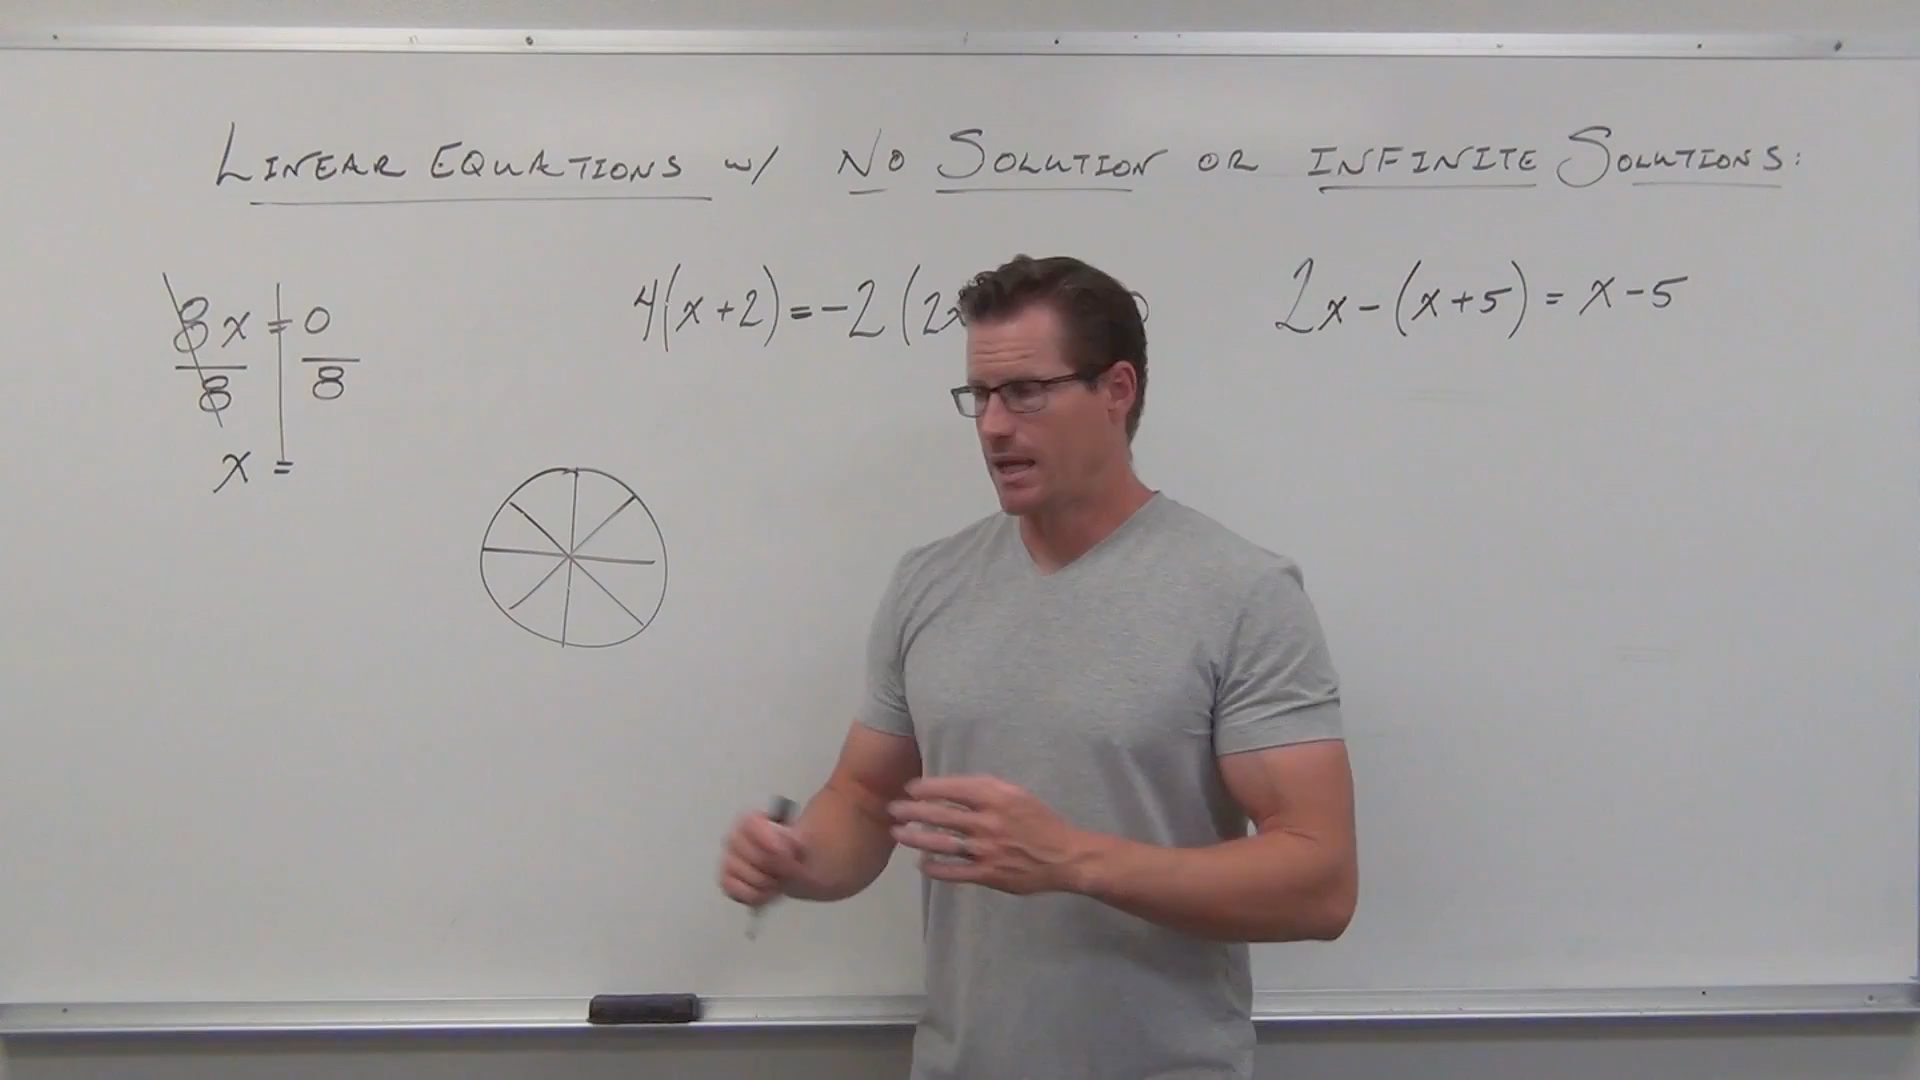 LINEAR EQUATIONS w/ NO SOLUTION OR INFINITE SOLUTIONS:
8x = 0
8 8
x =
4(x+2)=-2(2x
2x-(x+5)=x-5